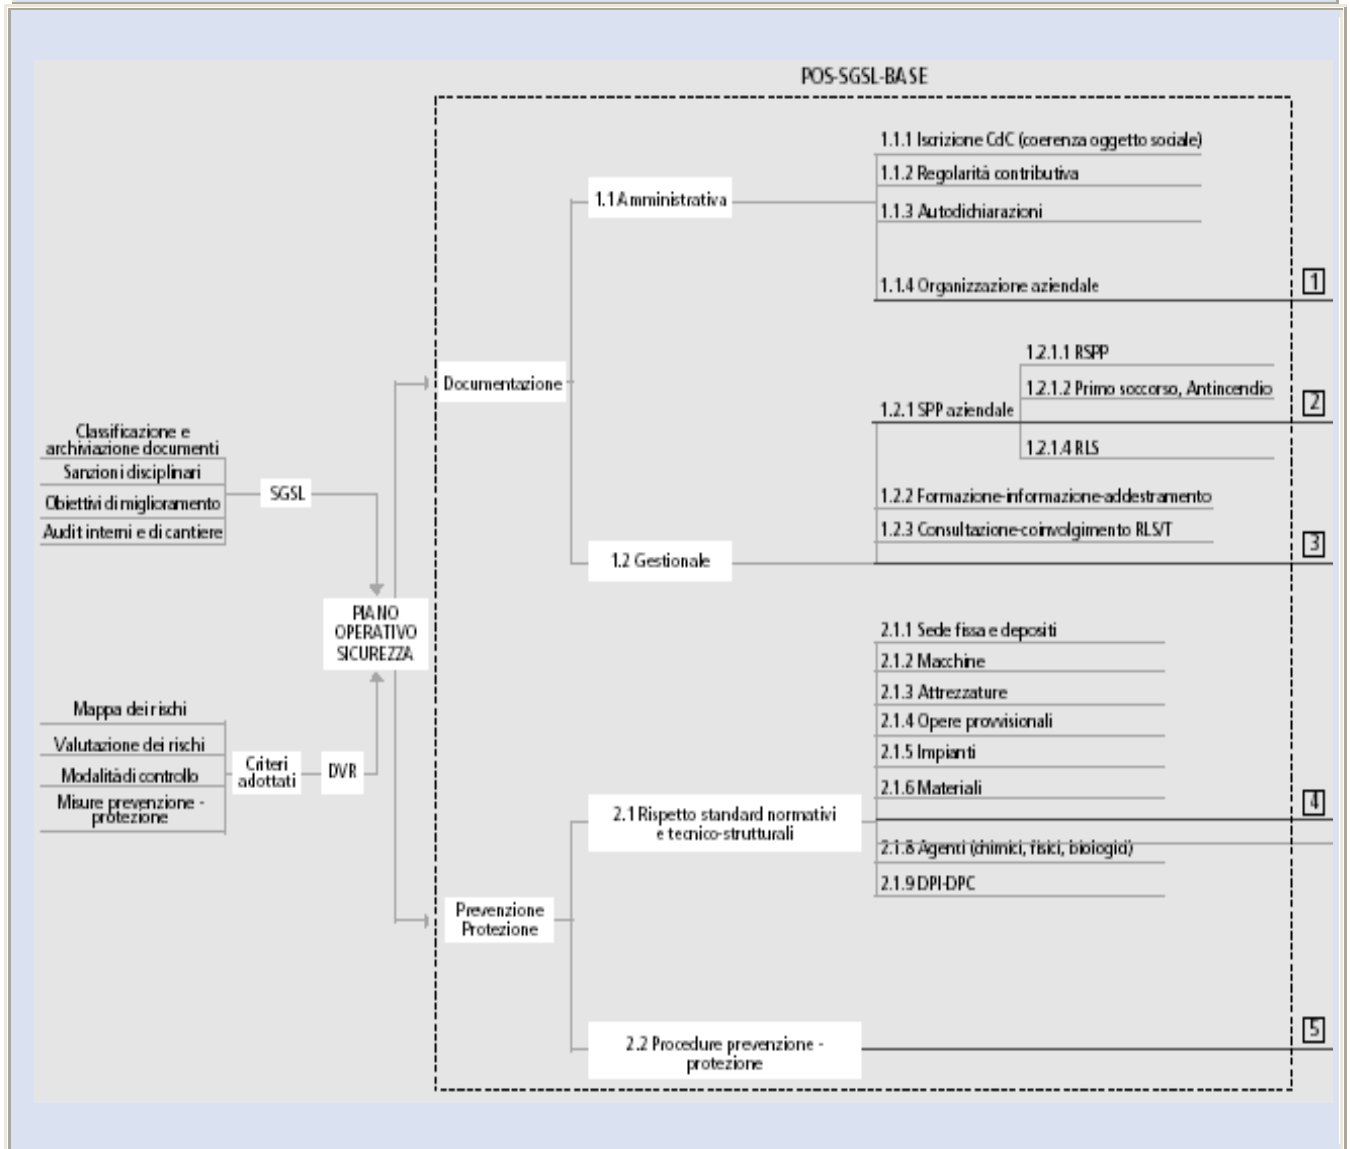 POS-SGSL-BASE
1.1.1 Iscrizione CdC (coerenza oggetto sociale)
1.1.2 Regolarità contributiva
1.1 Amministrativa
1.1.3 Autodichiarazioni
1.1.4 Organizzazione aziendale
1
1.2.1.1 RSPP
Documentazione
1.2.1.2 Primo soccorso, Antincendio
1.2.1 SPP aziendale
2
1.2.1.4 RLS
Classificazione e
archiviazione documenti
Sanzioni disciplinari
Obiettivi di miglioramento
Audit interni e di cantiere
SGSL
1.2.2 Formazione-informazione-addestramento
1.2.3 Consultazione-coinvolgimento RLS/T
3
1.2 Gestionale
PIANO
OPERATIVO
SICUREZZA
2.1.1 Sede fissa e depositi
2.1.2 Macchine
2.1.3 Attrezzature
2.1.4 Opere provvisionali
2.1.5 Impianti
2.1.6 Materiali
Mappa dei rischi
Valutazione dei rischi
Modalità di controllo
Misure prevenzione -
protezione
Criteri
adottati
DVR
2.1 Rispetto standard normativi
e tecnico-strutturali
4
2.1.8 Agenti (chimici, fisici, biologici)
2.1.9 DPI-DPC
Prevenzione
Protezione
2.2 Procedure prevenzione -
protezione
5